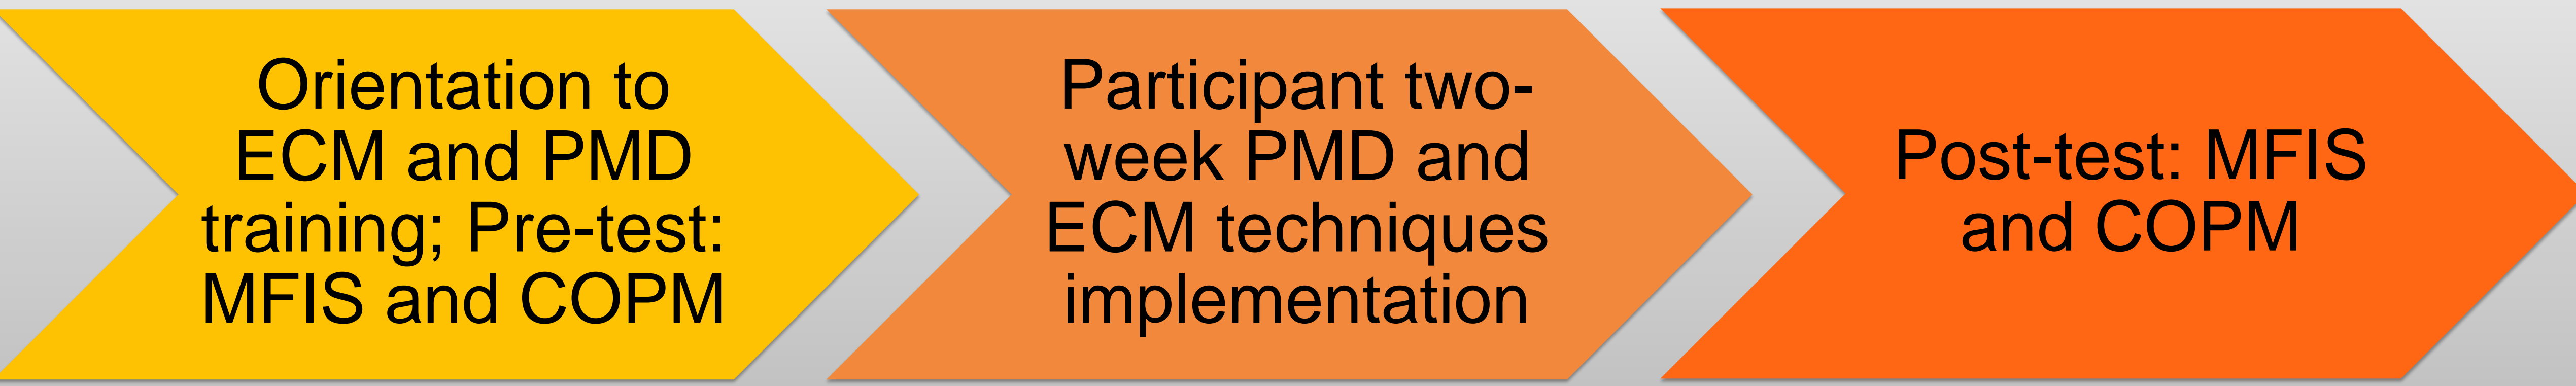 Orientation to
ECM and PMD
training; Pre-test:
MFIS and COPM
Participant two-
week PMD and
ECM techniques
implementation
Post-test: MFIS
and COPM